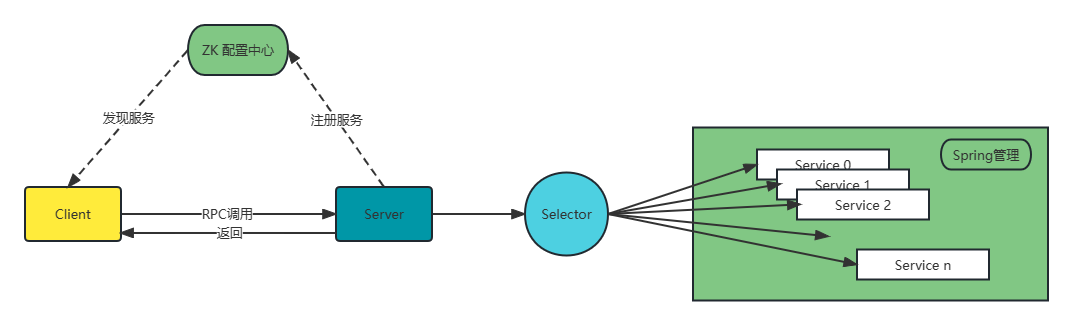 ZK 配置中心
发现服务
注册服务
Client
RPC调用
返回
Server
Selector
Spring管理
Service 0
Service 1
Service 2
Service n